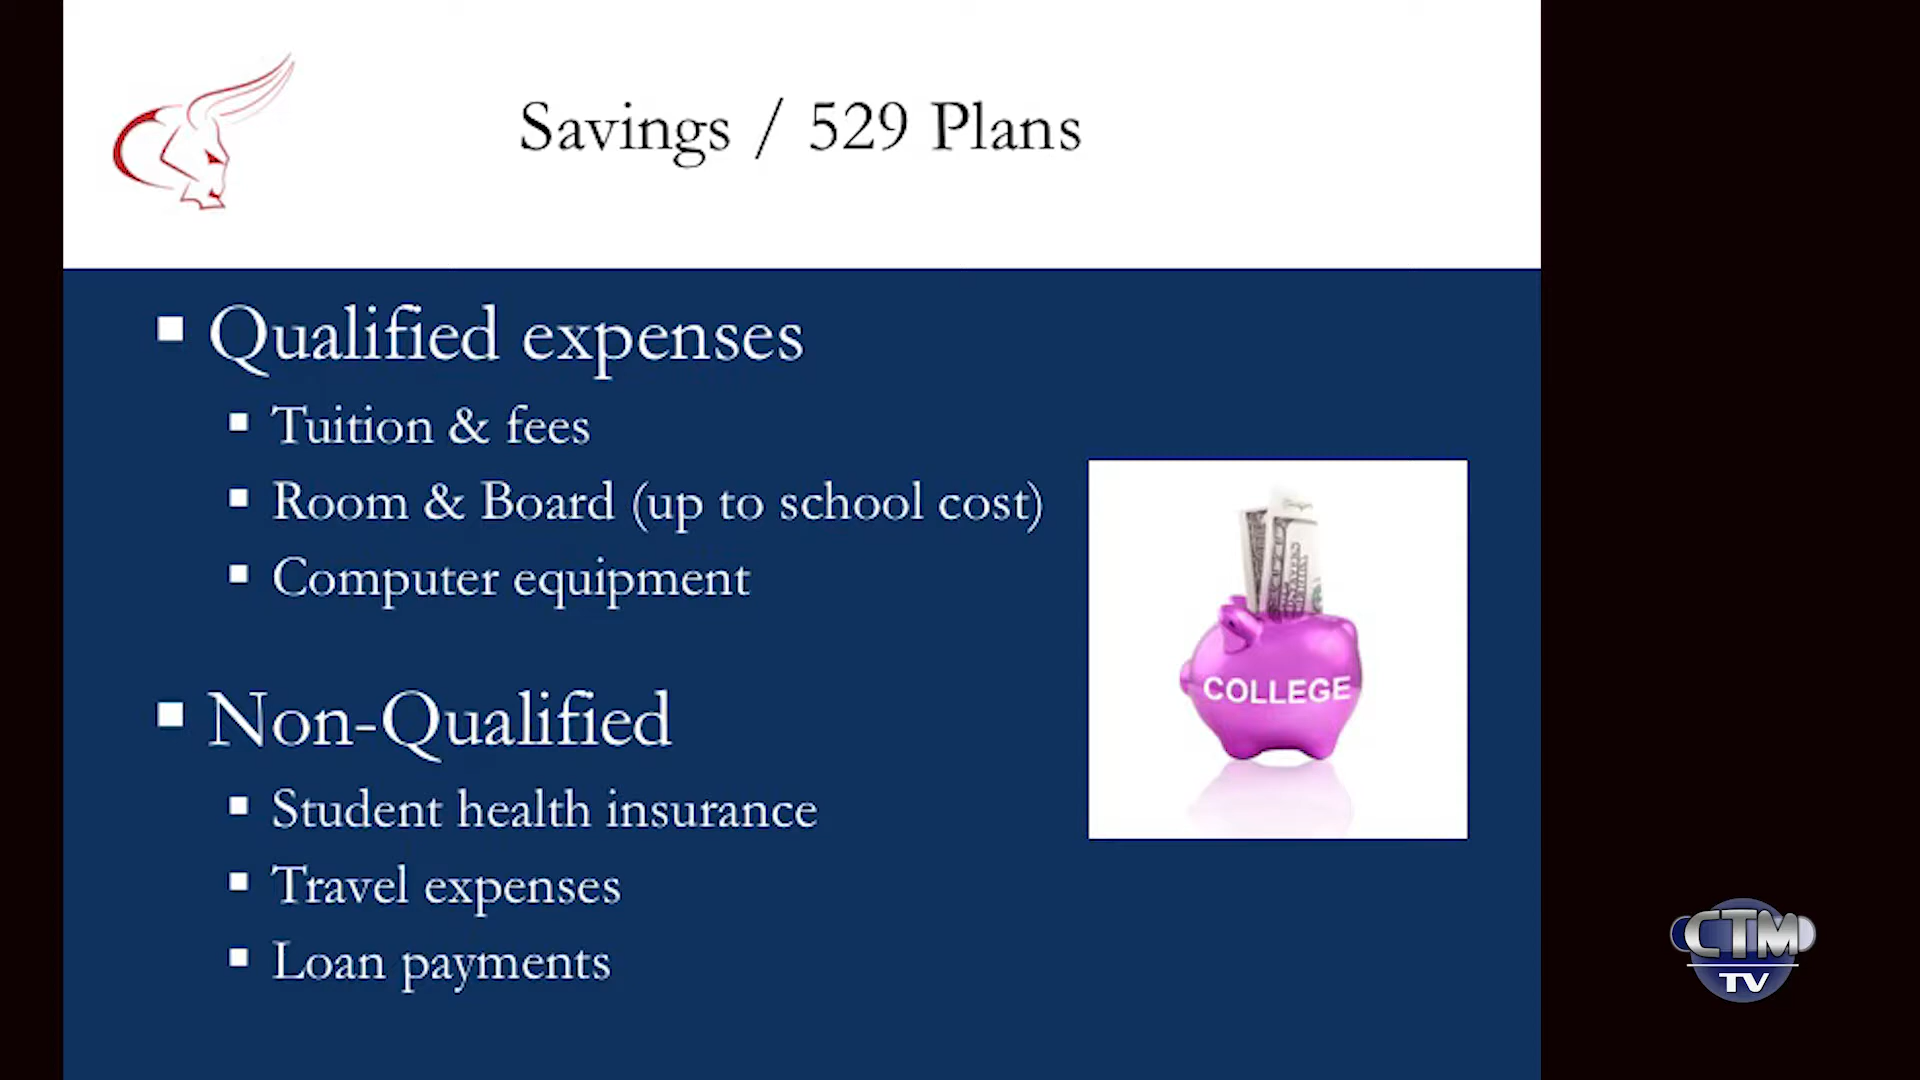 Savings / 529 Plans
Qualified expenses
Tuition & fees
Room & Board (up to school cost)
Computer equipment
COLLEGE
Non-Qualified
Student health insurance
Travel expenses
Loan payments
CTM
TV